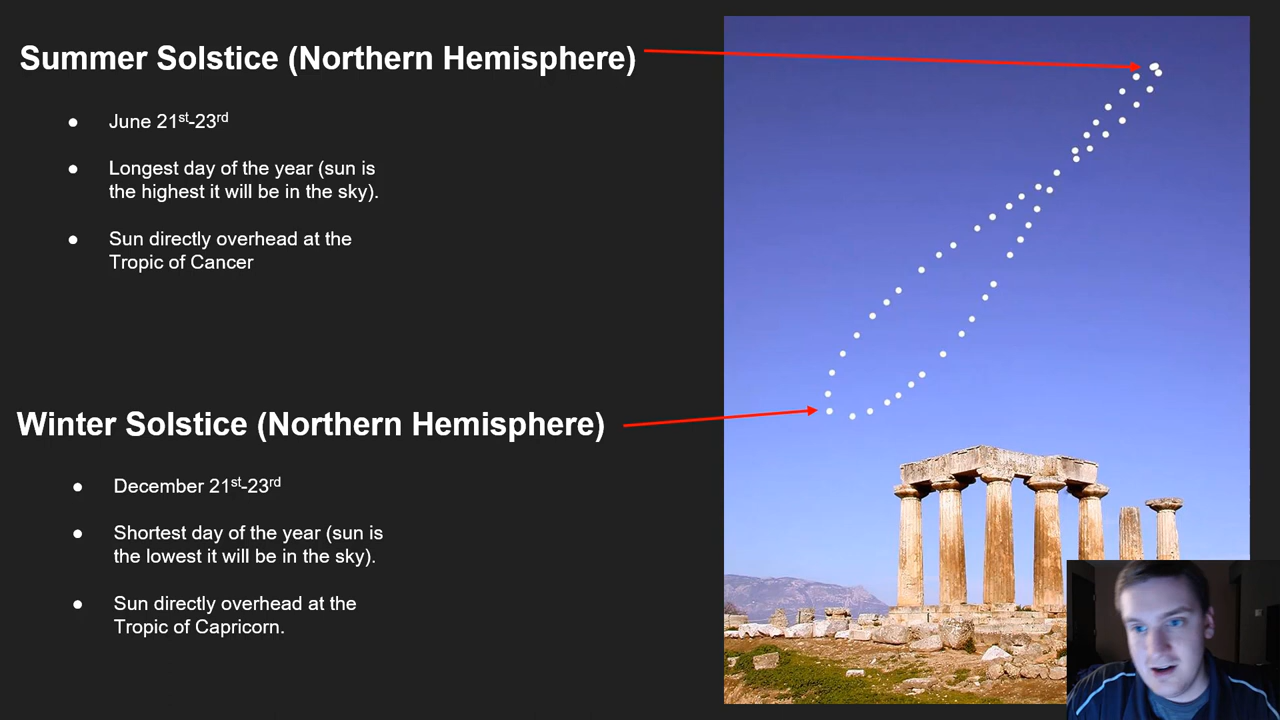 Summer Solstice (Northern Hemisphere)
● June 21st-23rd
● Longest day of the year (sun is
the highest it will be in the sky).
● Sun directly overhead at the
Tropic of Cancer
Winter Solstice (Northern Hemisphere)
● December 21st-23rd
● Shortest day of the year (sun is
the lowest it will be in the sky).
● Sun directly overhead at the
Tropic of Capricorn.